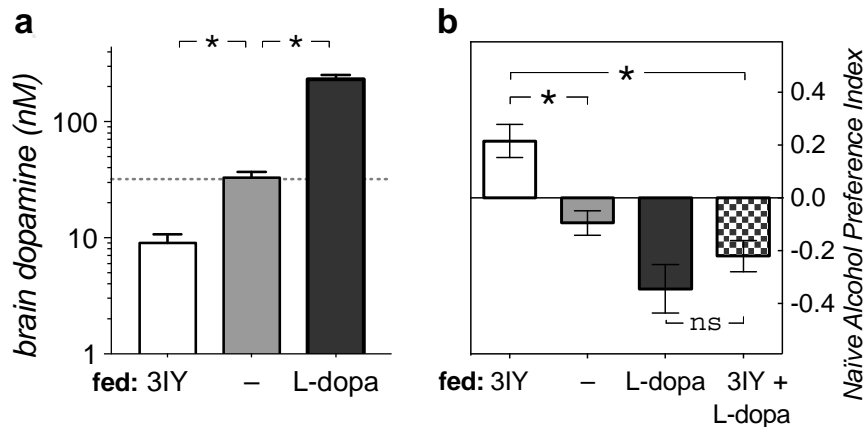 a
* *
brain dopamine (nM)
100
10
1
fed: 3IY – L-dopa
b
*
*
0.4
0.2
0.0
-0.2
-0.4
ns
Naïve Alcohol Preference Index
fed: 3IY – L-dopa 3IY +
L-dopa